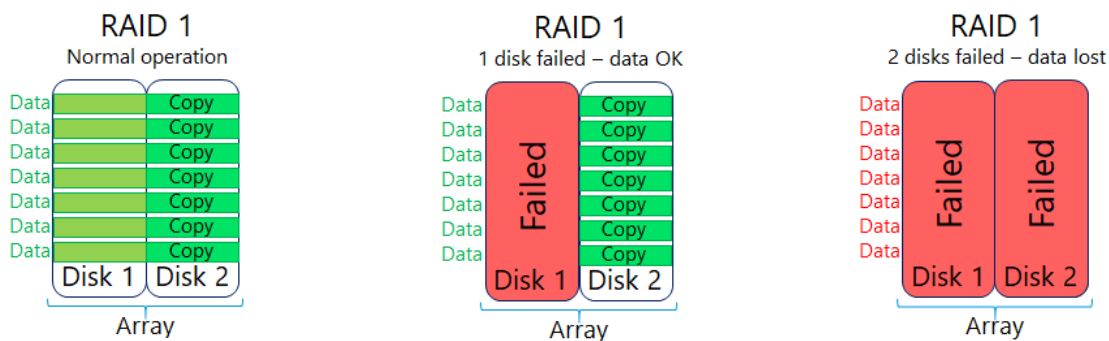 RAID 1
Normal operation
Data Copy
Data Copy
Data Copy
Data Copy
Data Copy
Data Copy
Data Copy
Disk 1 Disk 2
Array
RAID 1
1 disk failed – data OK
Data Copy
Data Copy
Data Copy
Data Copy
Data Copy
Data Copy
Data Copy
Failed
Disk 1 Disk 2
Array
RAID 1
2 disks failed – data lost
Data
Data
Data
Data
Data
Data
Data
Failed Failed
Disk 1 Disk 2
Array